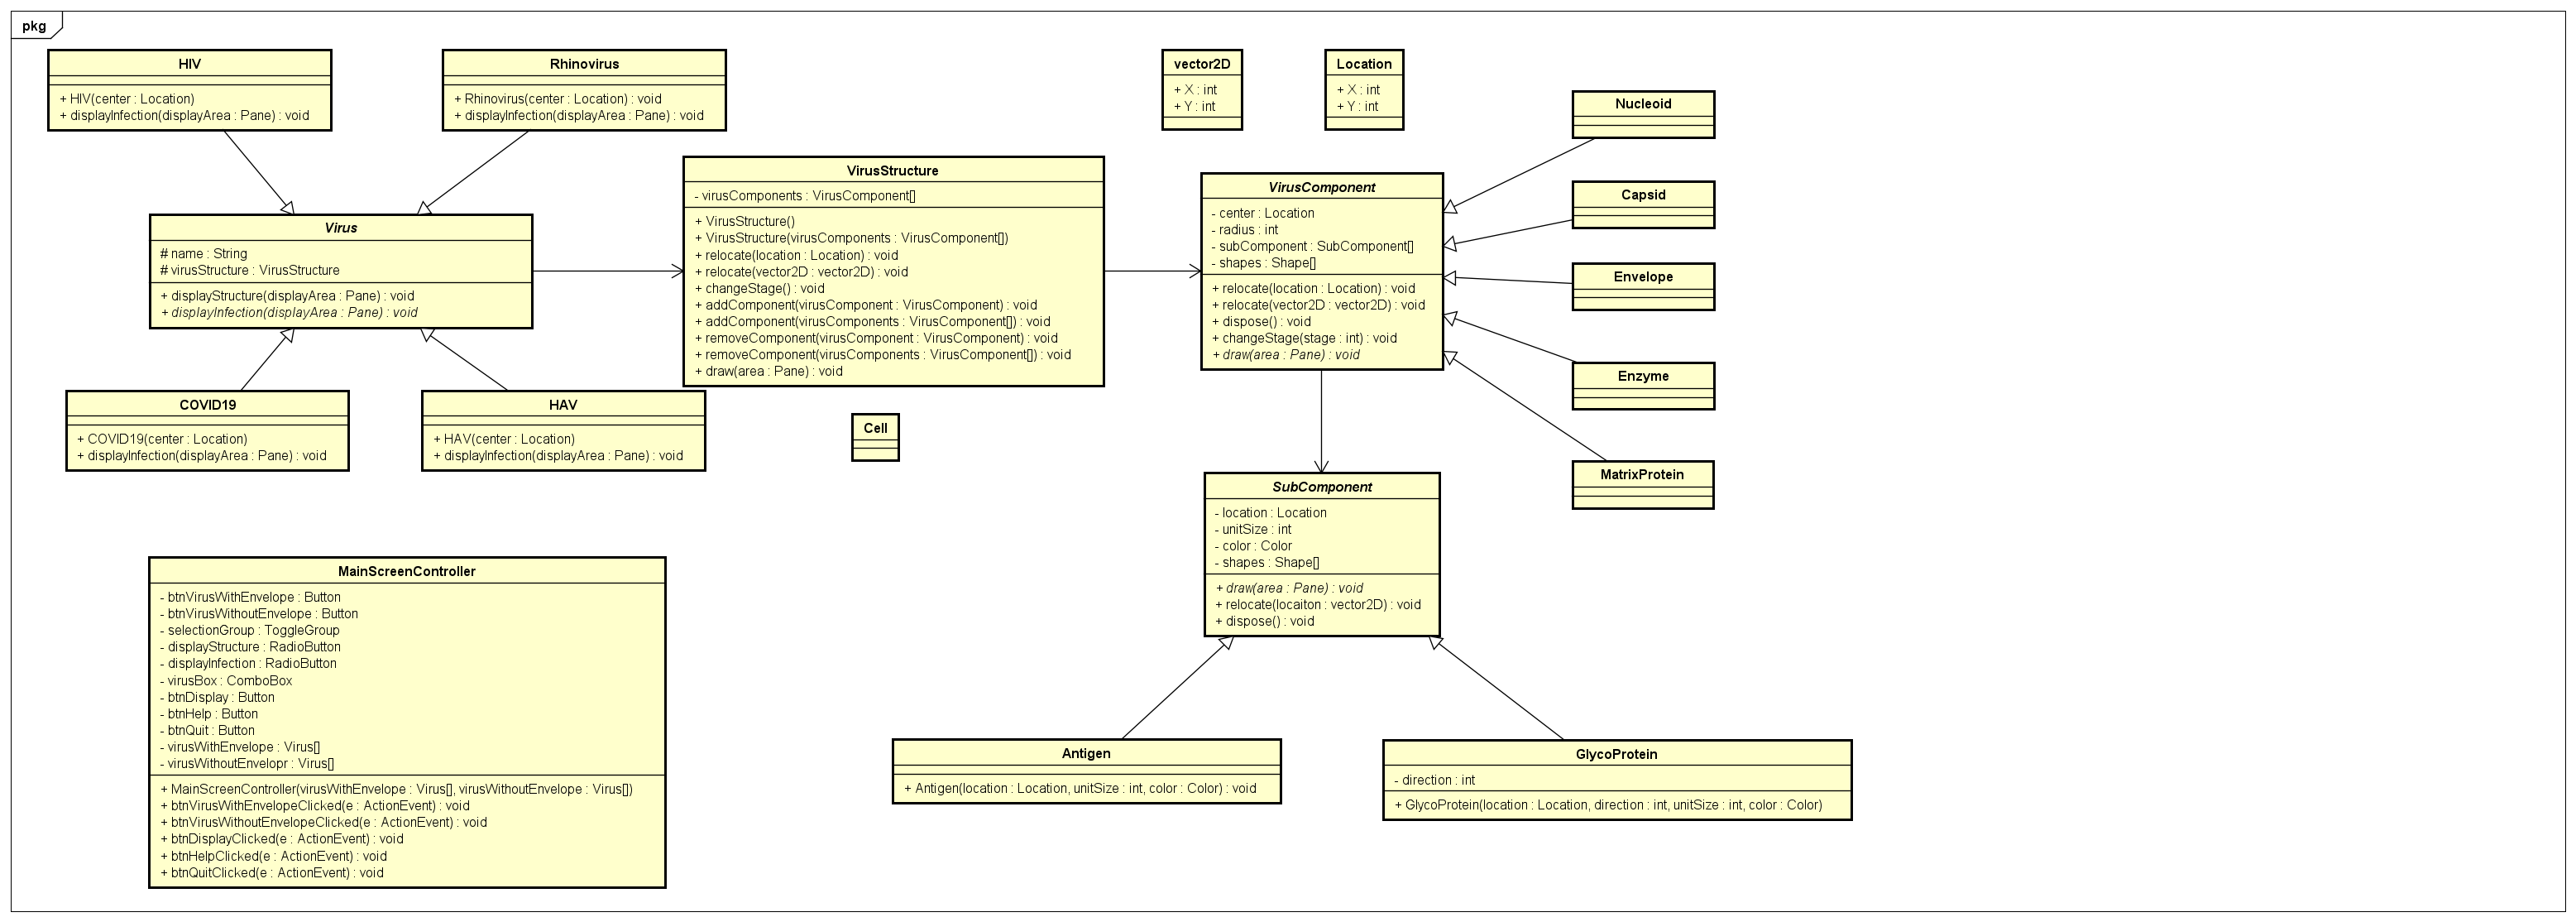 pkg
HIV
+ HIV(center : Location)
+ displayInfection(displayArea : Pane) : void
Rhinovirus
+ Rhinovirus(center : Location) : void
+ displayInfection(displayArea : Pane) : void
vector2D
+ X : int
+ Y : int
Location
+ X : int
+ Y : int
Nucleoid
Capsid
Envelope
Enzyme
MatrixProtein
Virus
# name : String
# virusStructure : VirusStructure
+ displayStructure(displayArea : Pane) : void
+ displayInfection(displayArea : Pane) : void
VirusStructure
- virusComponents : VirusComponent[]
+ VirusStructure()
+ VirusStructure(virusComponents : VirusComponent[])
+ relocate(location : Location) : void
+ relocate(vector2D : vector2D) : void
+ changeStage() : void
+ addComponent(virusComponent : VirusComponent) : void
+ addComponent(virusComponents : VirusComponent[]) : void
+ removeComponent(virusComponent : VirusComponent) : void
+ removeComponent(virusComponents : VirusComponent[]) : void
+ draw(area : Pane) : void
VirusComponent
- center : Location
- radius : int
- subComponent : SubComponent[]
- shapes : Shape[]
+ relocate(location : Location) : void
+ relocate(vector2D : vector2D) : void
+ dispose() : void
+ changeStage(stage : int) : void
+ draw(area : Pane) : void
COVID19
+ COVID19(center : Location)
+ displayInfection(displayArea : Pane) : void
HAV
+ HAV(center : Location)
+ displayInfection(displayArea : Pane) : void
Cell
SubComponent
- location : Location
- unitSize : int
- color : Color
- shapes : Shape[]
+ draw(area : Pane) : void
+ relocate(locaiton : vector2D) : void
+ dispose() : void
MainScreenController
- btnVirusWithEnvelope : Button
- btnVirusWithoutEnvelope : Button
- selectionGroup : ToggleGroup
- displayStructure : RadioButton
- displayInfection : RadioButton
- virusBox : ComboBox
- btnDisplay : Button
- btnHelp : Button
- btnQuit : Button
- virusWithEnvelope : Virus[]
- virusWithoutEnvelopr : Virus[]
+ MainScreenController(virusWithEnvelope : Virus[], virusWithoutEnvelope : Virus[])
+ btnVirusWithEnvelopeClicked(e : ActionEvent) : void
+ btnVirusWithoutEnvelopeClicked(e : ActionEvent) : void
+ btnDisplayClicked(e : ActionEvent) : void
+ btnHelpClicked(e : ActionEvent) : void
+ btnQuitClicked(e : ActionEvent) : void
Antigen
+ Antigen(location : Location, unitSize : int, color : Color) : void
GlycoProtein
- direction : int
+ GlycoProtein(location : Location, direction : int, unitSize : int, color : Color)